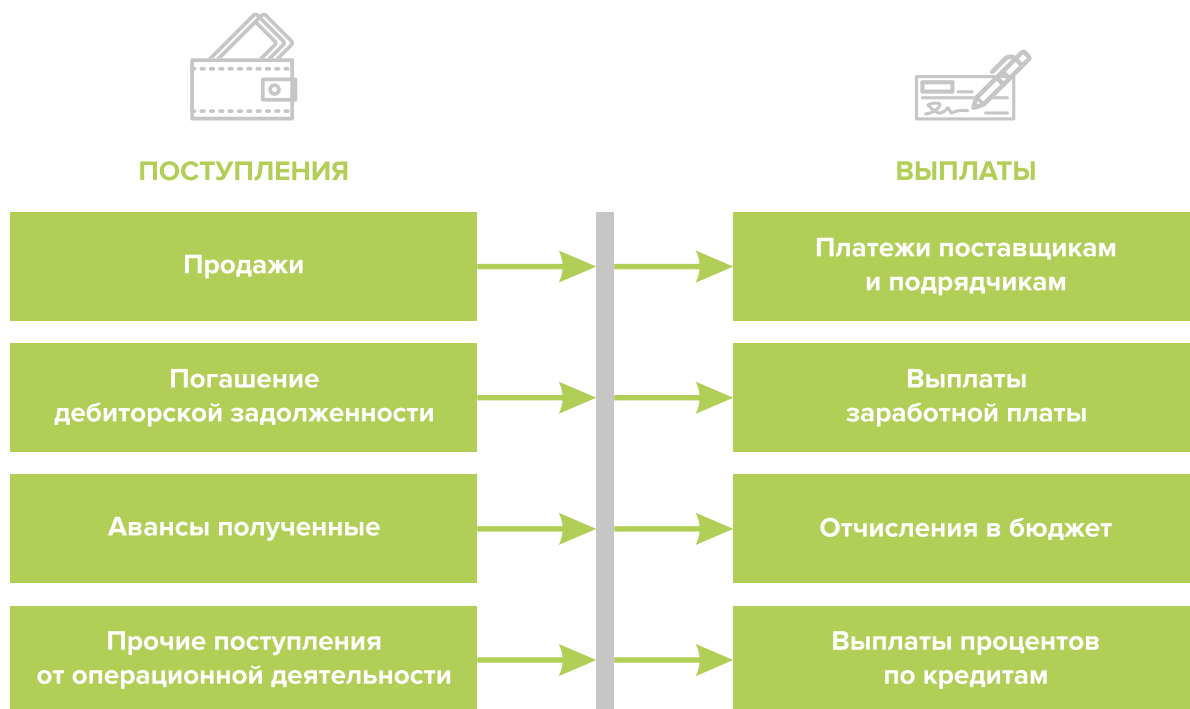 ПОСТУПЛЕНИЯ
ВЫПЛАТЫ
Продажи
Платежи поставщикам
и подрядчикам
Погашение
дебиторской задолженности
Выплаты
заработной платы
Авансы полученные
Отчисления в бюджет
Прочие поступления
от операционной деятельности
Выплаты процентов
по кредитам